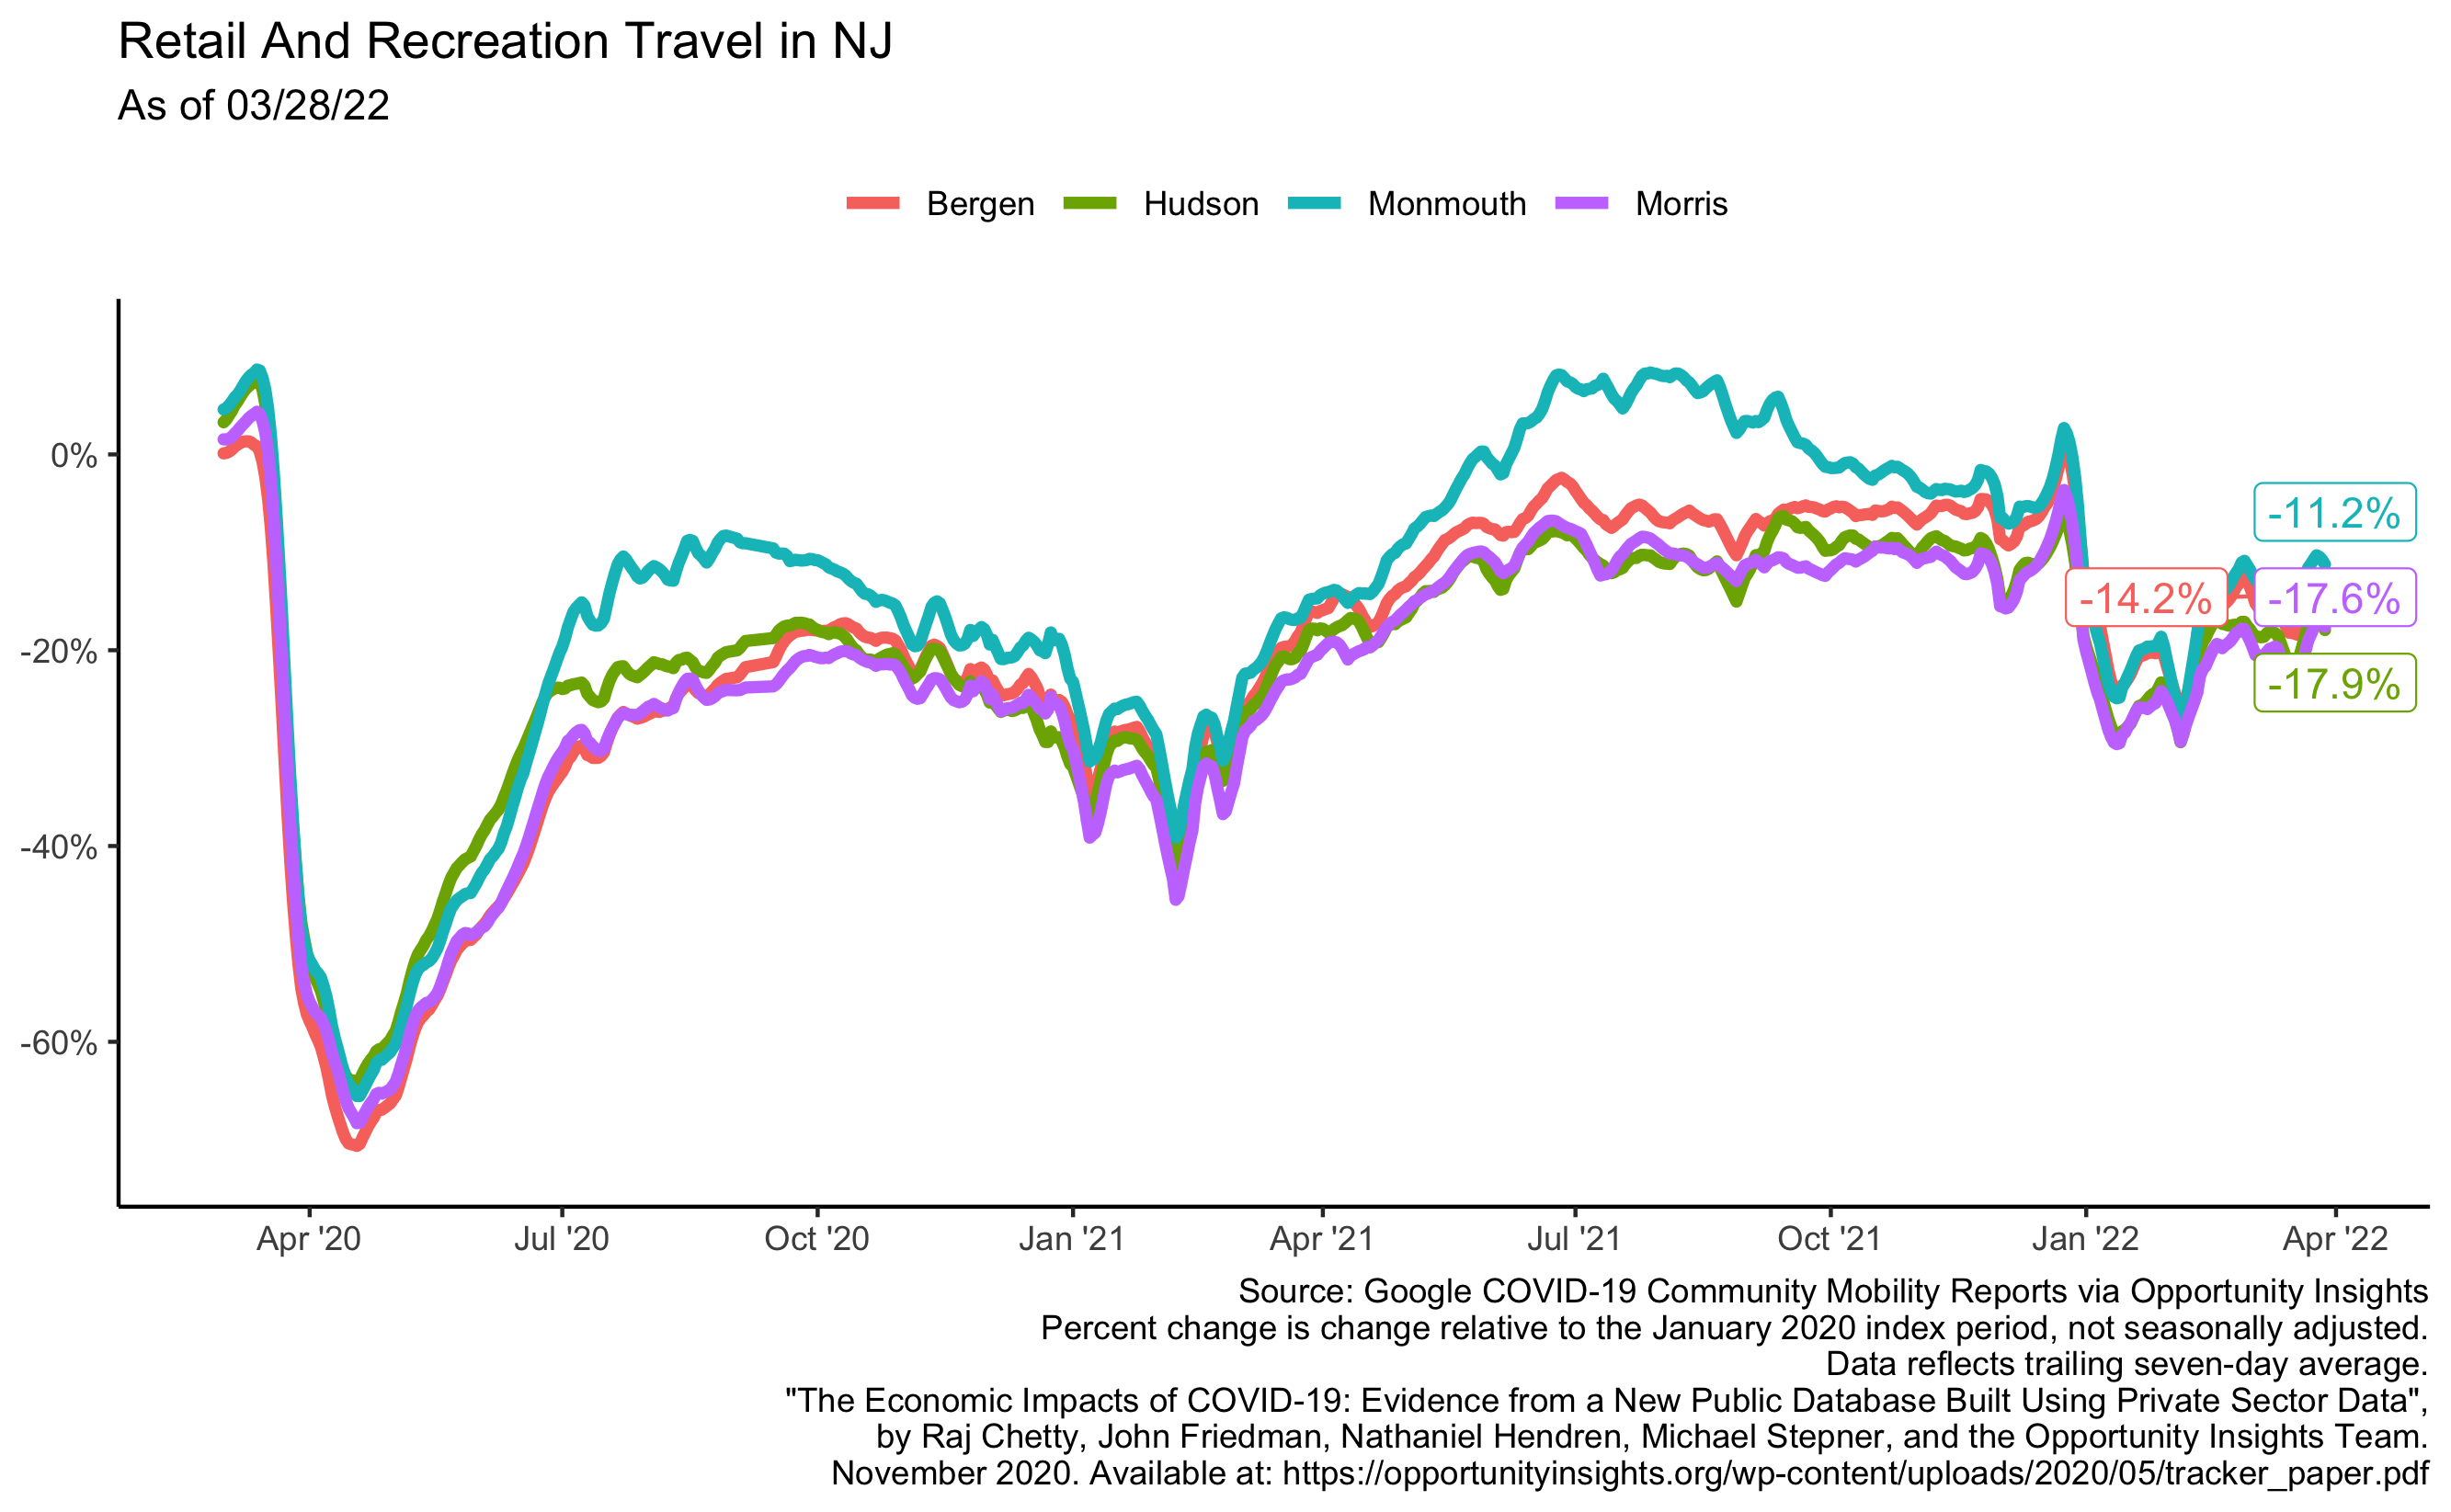 Retail And Recreation Travel in NJ
As of 03/28/22
Bergen Hudson Monmouth Morris
0%
-20%
-40%
-60%
-11.2%
-14.2%
-17.6%
-17.9%
Apr '20 Jul '20 Oct '20 Jan '21 Apr '21 Jul '21 Oct '21 Jan '22 Apr '22
Source: Google COVID-19 Community Mobility Reports via Opportunity Insights
Percent change is change relative to the January 2020 index period, not seasonally adjusted.
Data reflects trailing seven-day average.
"The Economic Impacts of COVID-19: Evidence from a New Public Database Built Using Private Sector Data",
by Raj Chetty, John Friedman, Nathaniel Hendren, Michael Stepner, and the Opportunity Insights Team.
November 2020. Available at: https://opportunityinsights.org/wp-content/uploads/2020/05/tracker_paper.pdf